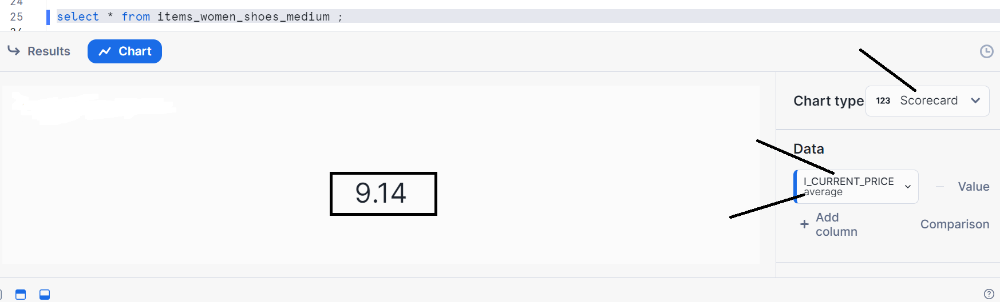 24
25 select * from items_women_shoes_medium ;
Results Chart
Chart type 123 Scorecard
Data
I_CURRENT_PRICE
average
Value
9.14
+ Add
column
Comparison
?